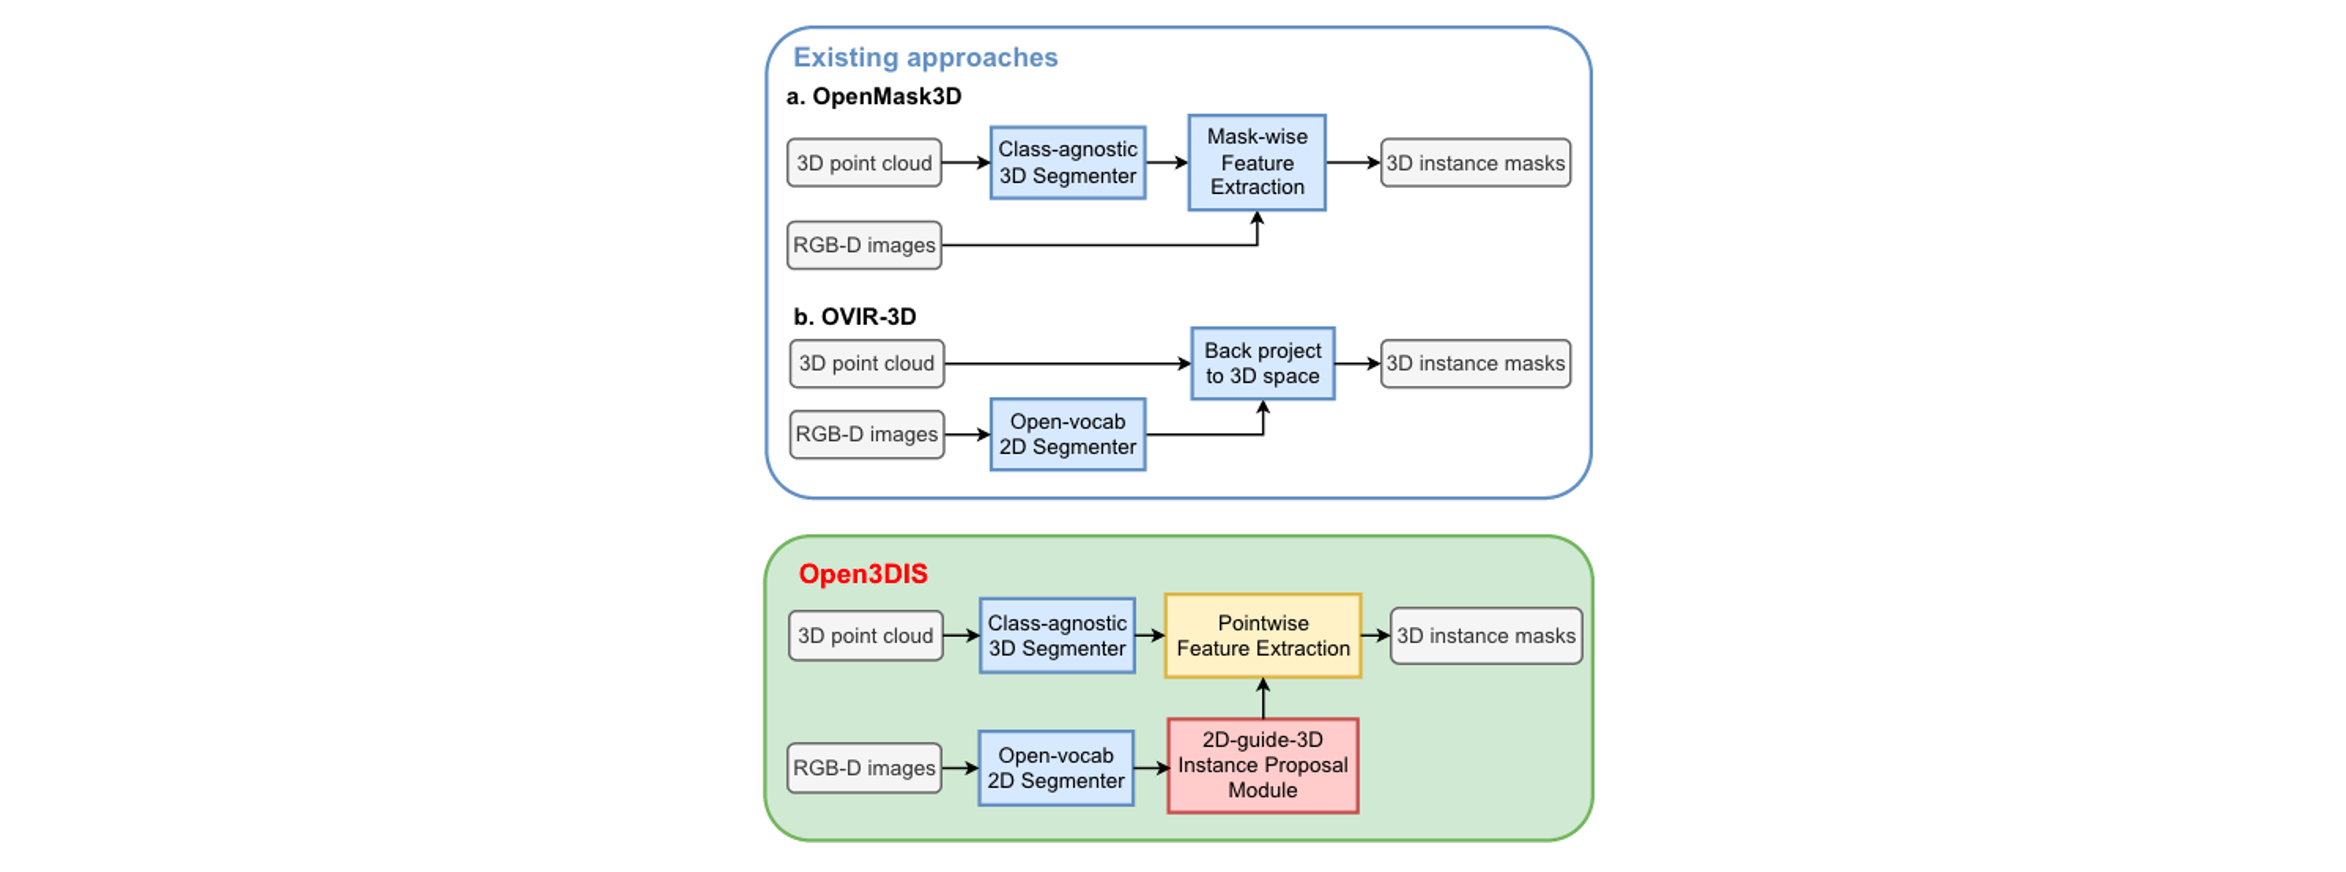 Existing approaches
a. OpenMask3D
3D point cloud
Class-agnostic
3D Segmenter
Mask-wise
Feature
Extraction
3D instance masks
RGB-D images
b. OVIR-3D
3D point cloud
Back project
to 3D space
3D instance masks
RGB-D images
Open-vocab
2D Segmenter
Open3DIS
3D point cloud
Class-agnostic
3D Segmenter
Pointwise
Feature Extraction
3D instance masks
RGB-D images
Open-vocab
2D Segmenter
2D-guide-3D
Instance Proposal
Module